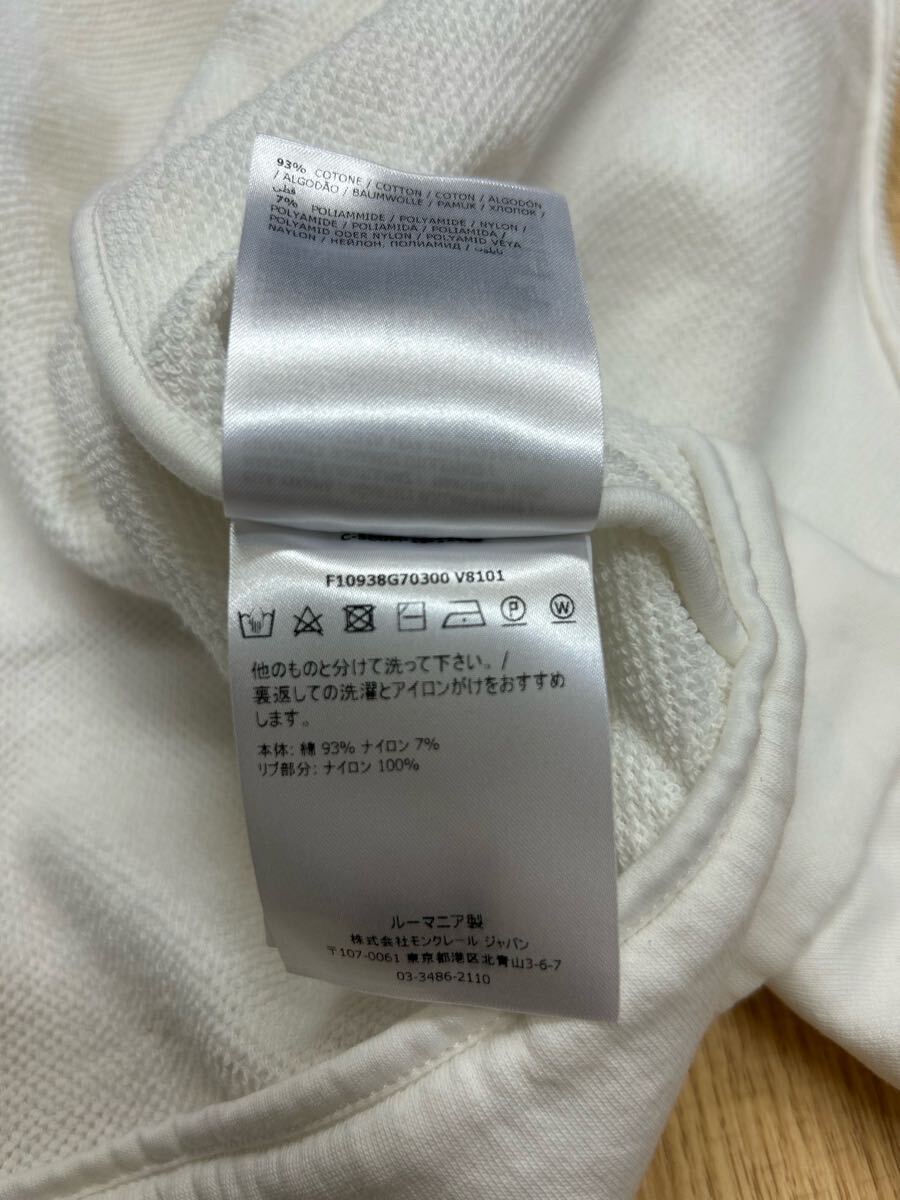 93% COTONE / COTTON / COTON / ALGODÓN
/ ALGODÃO / BAUMWOLLE / PAMUK / ХЛОПОК /
قطن
7% POLIAMMIDE / POLYAMIDE / NYLON /
POLYAMIDE / POLIAMIDA / POLIAMIDA /
POLYAMID ODER NYLON / POLYAMID VEYA
NAYLON / НЕЙЛОН, ПОЛИАМИД /
F10938G70300 V8101
P W
他のものと分けて洗って下さい。/
裏返しての洗濯とアイロンがけをおすすめ
します。
本体: 綿 93% ナイロン 7%
リブ部分: ナイロン 100%
ルーマニア製
株式会社モンクレール ジャパン
〒107-0061 東京都港区北青山3-6-7
03-3486-2110